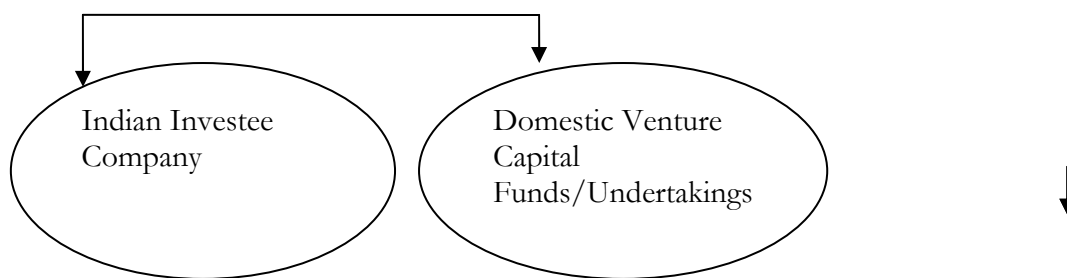 Indian Investee
Company
Domestic Venture
Capital
Funds/Undertakings